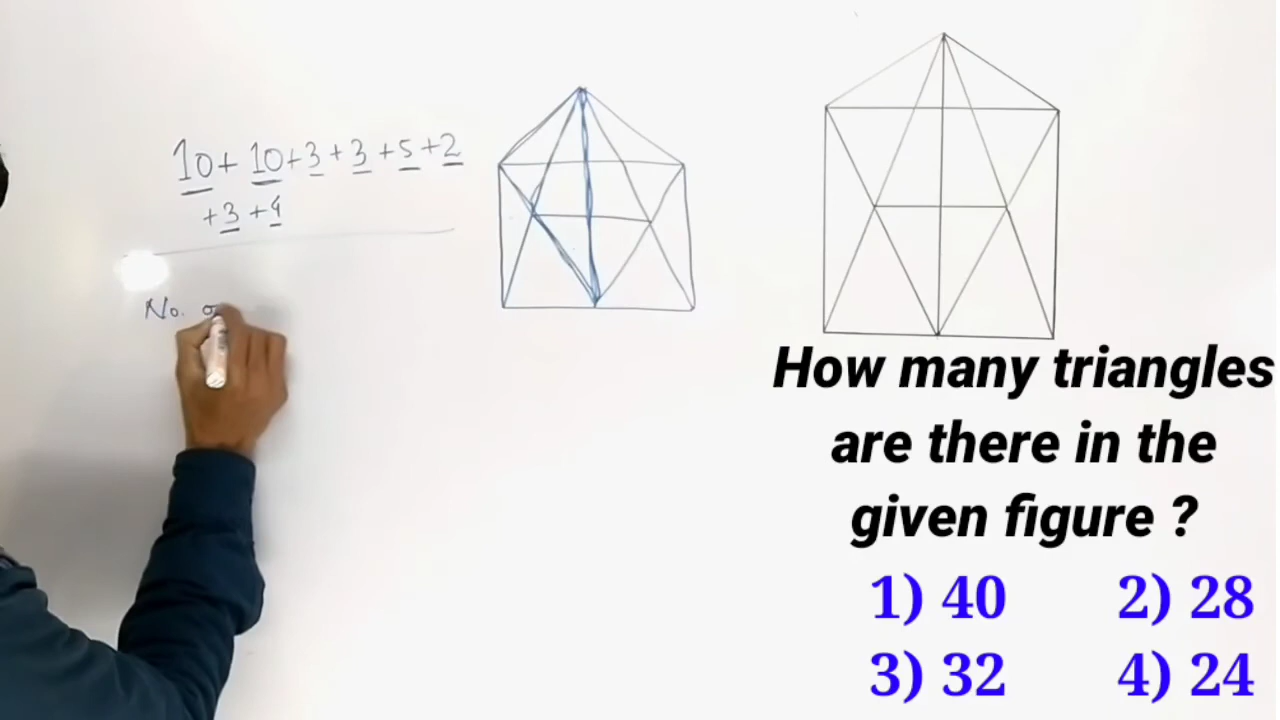 10 + 10 + 3 + 3 + 5 + 2
+ 3 + 4
No. o
How many triangles
are there in the
given figure ?
1) 40 2) 28
3) 32 4) 24